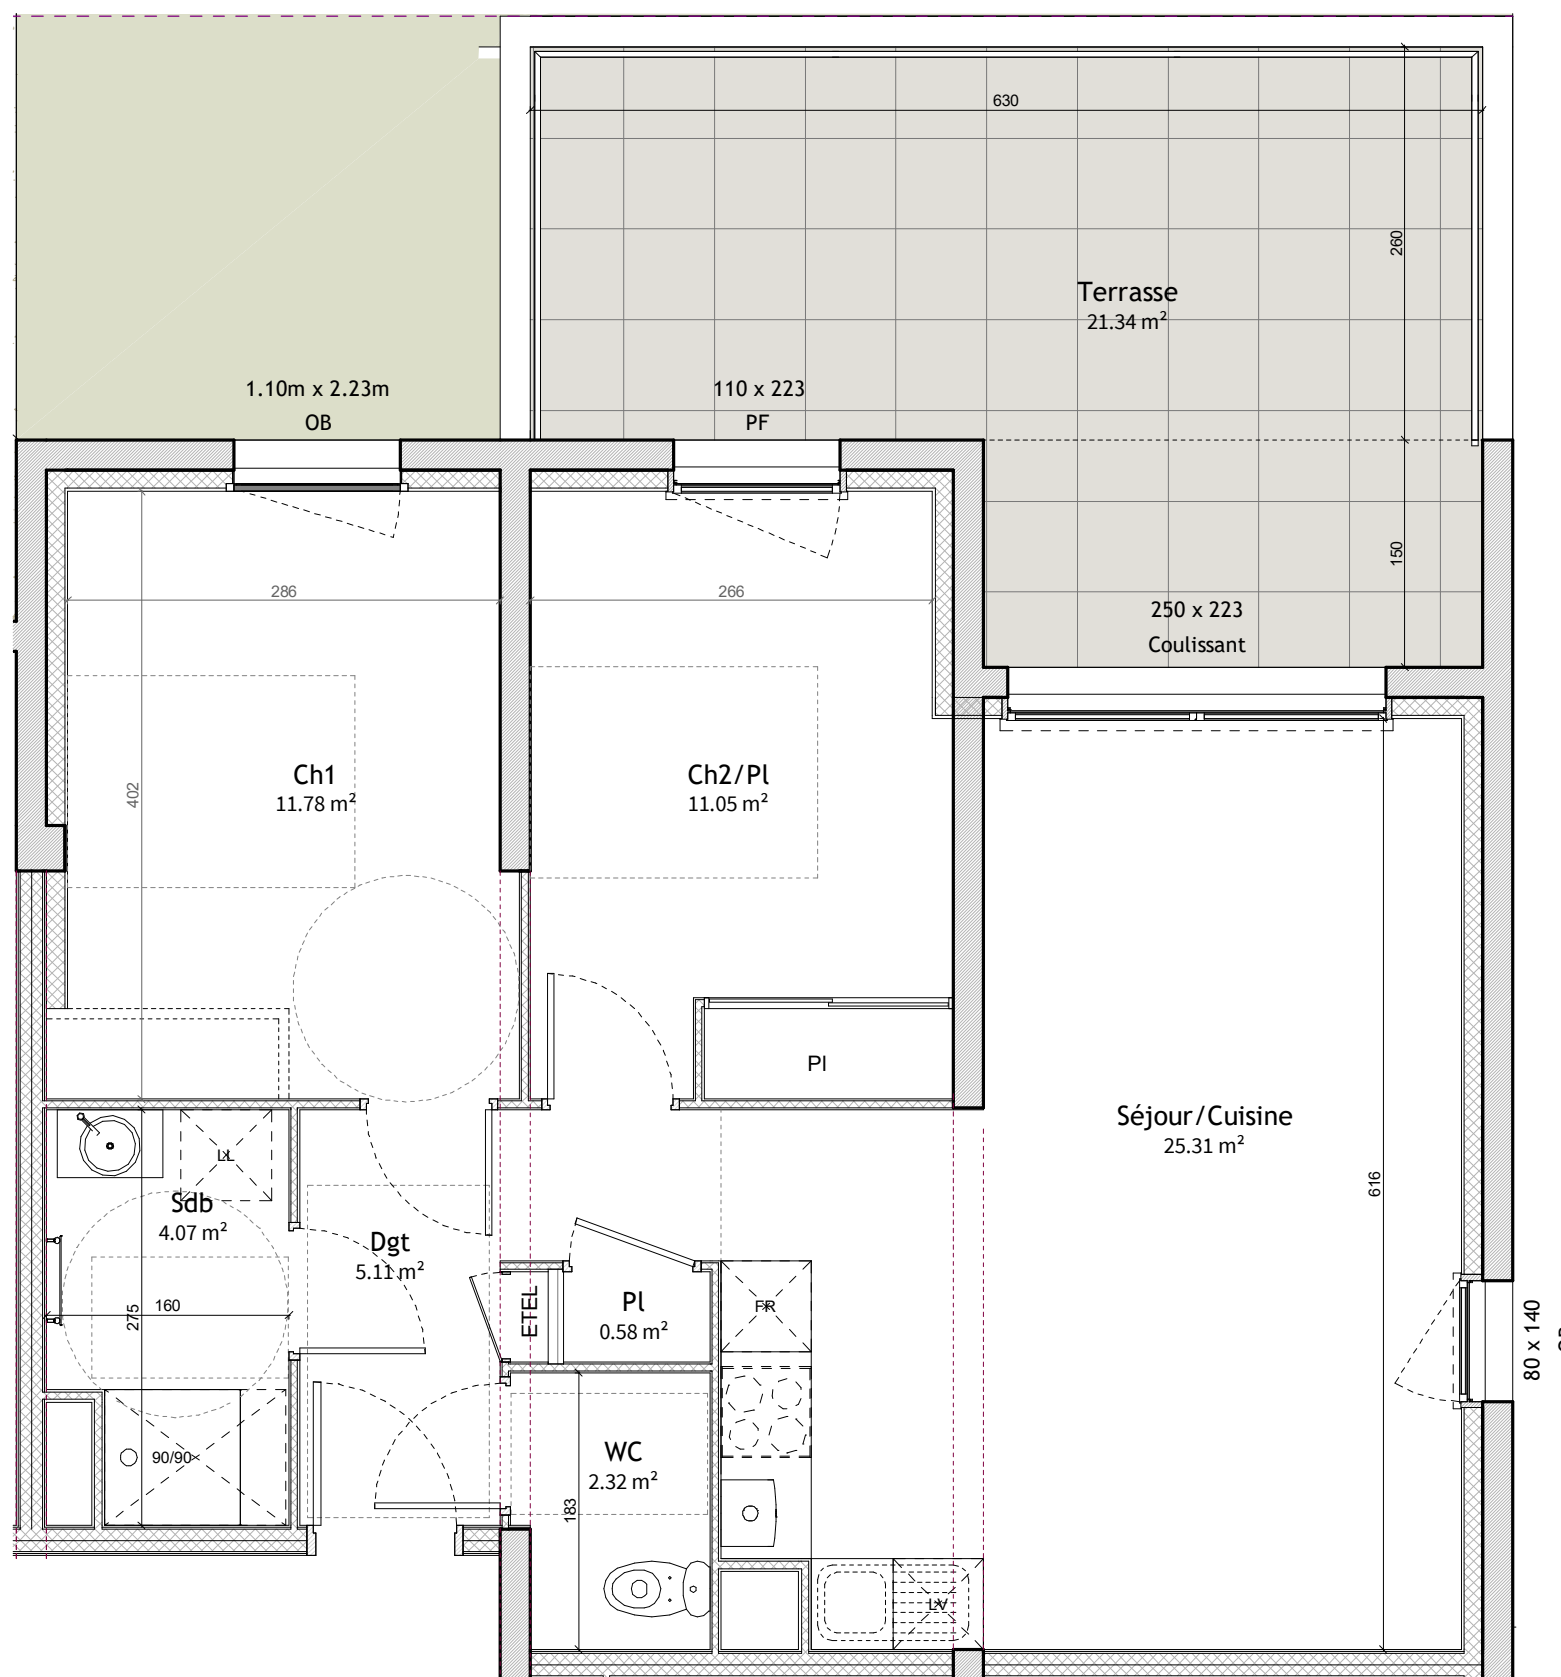 630
260
Terrasse
21.34 m²
1.10m x 2.23m
OB
110 x 223
PF
150
250 x 223
Coulissant
286
266
402
Ch1
11.78 m²
Ch2/Pl
11.05 m²
Pl
Séjour/Cuisine
25.31 m²
616
LL
Sdb
4.07 m²
Dgt
5.11 m²
160
275
ETEL
Pl
0.58 m²
FR
80 x 140
90/90
WC
2.32 m²
183
LV